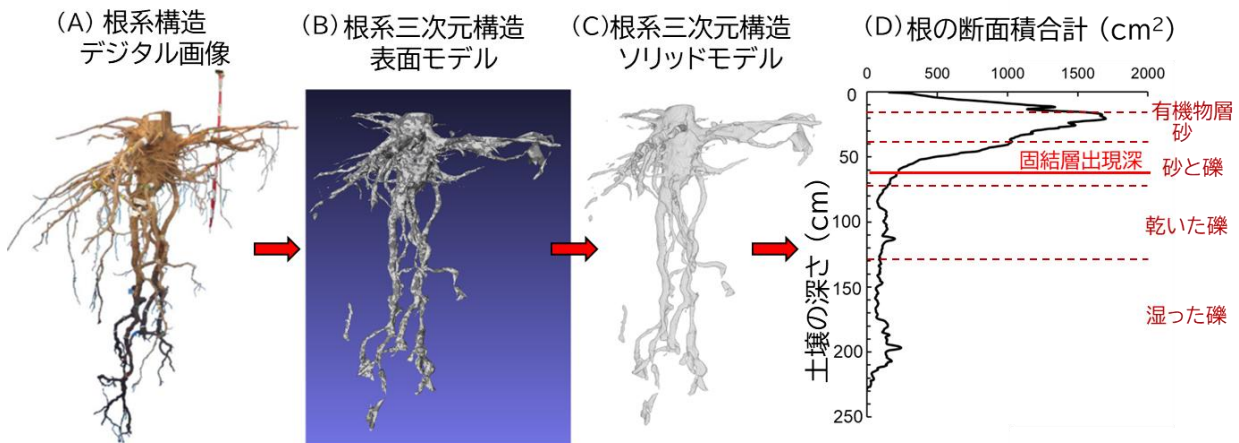 (A) 根系構造
デジタル画像
(B) 根系三次元構造
表面モデル
(C) 根系三次元構造
ソリッドモデル
(D) 根の断面積合計 (cm²)
0 500 1000 1500 2000
0
50
100
150
200
250
土壌の深さ (cm)
有機物層
砂
固結層出現深
砂と礫
乾いた礫
湿った礫